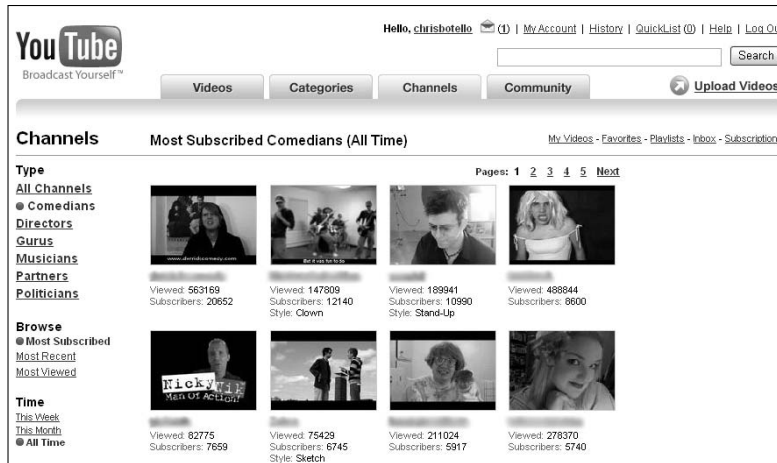 Hello, chrisbotello (1) | My Account | History | QuickList (0) | Help | Log Ou
YouTube
Broadcast Yourself™
Search
Videos Categories Channels Community Upload Videos
Channels
Most Subscribed Comedians (All Time)
My Videos - Favorites - Playlists - Inbox - Subscription
Pages: 1 2 3 4 5 Next
Type
All Channels
Comedians
Directors
Gurus
Musicians
Partners
Politicians
Browse
Most Subscribed
Most Recent
Most Viewed
Time
This Week
This Month
All Time
www.derrickcomedy.com
Viewed: 563169
Subscribers: 20652
But it was fun to do
Viewed: 147809
Subscribers: 12140
Style: Clown
Viewed: 189941
Subscribers: 10990
Style: Stand-Up
Viewed: 488844
Subscribers: 8600
NickyNik
Man Of Action!
Viewed: 82775
Subscribers: 7659
Viewed: 75429
Subscribers: 6745
Style: Sketch
Viewed: 211024
Subscribers: 5917
Viewed: 278370
Subscribers: 5740